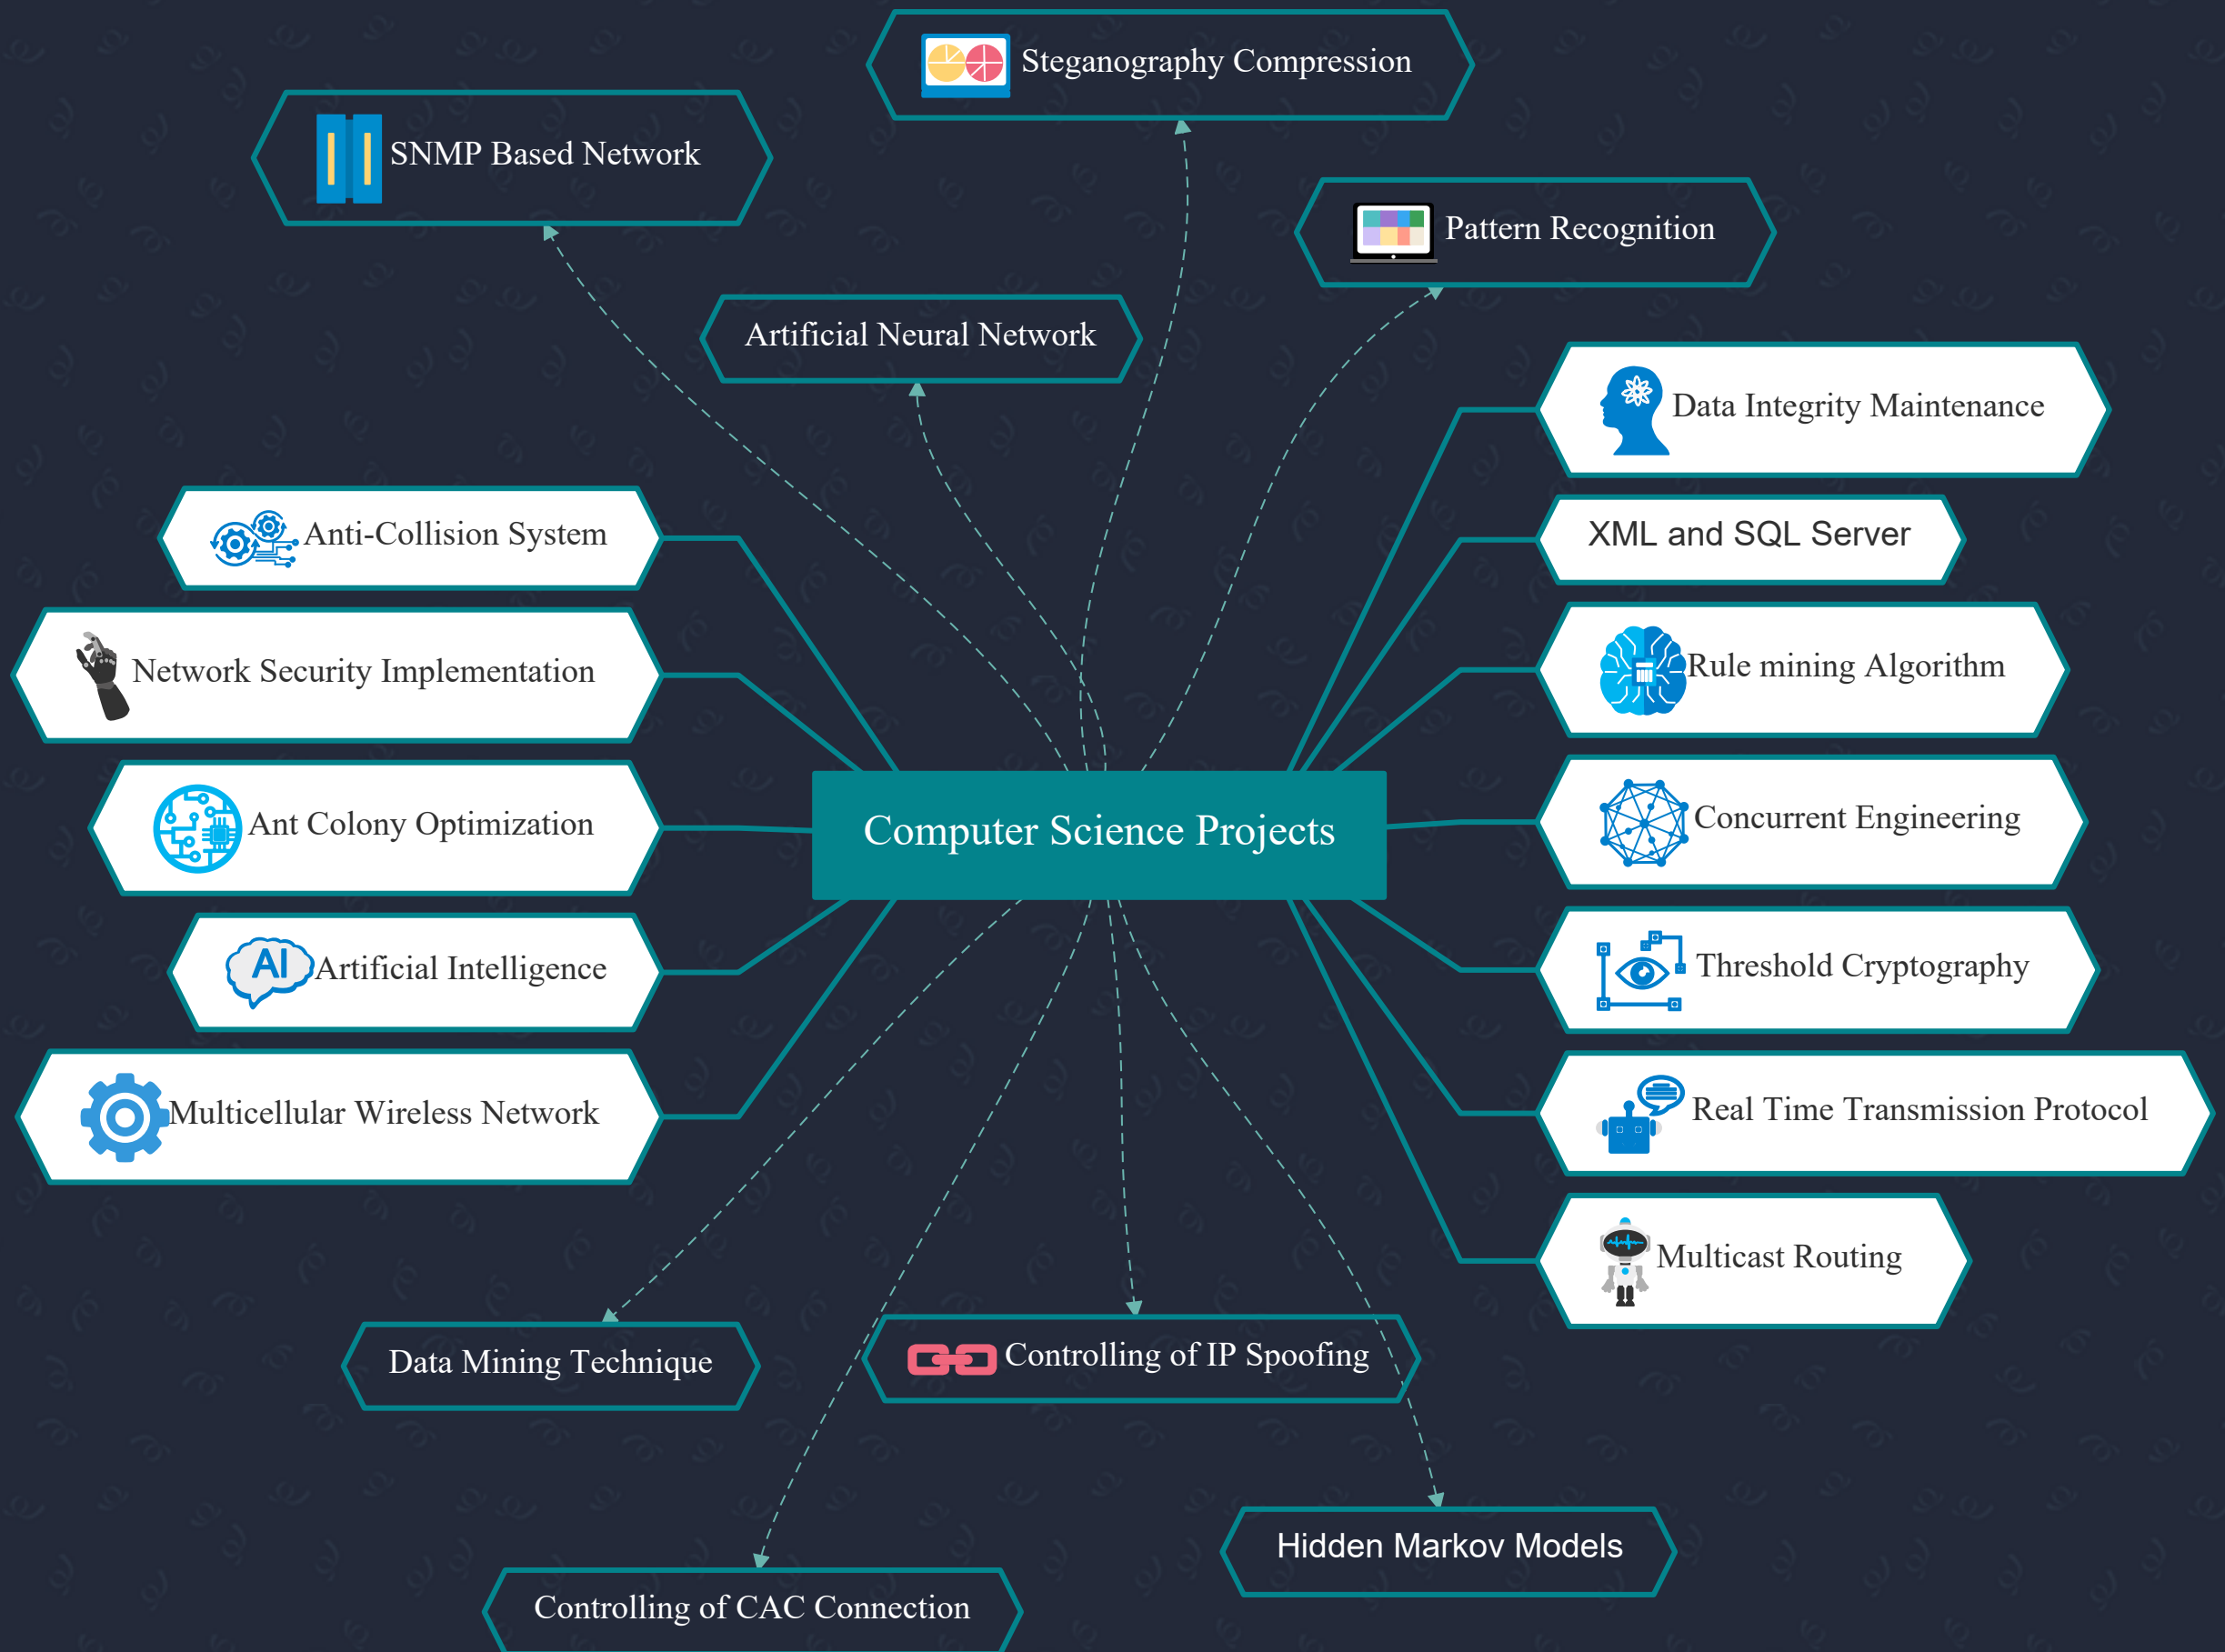 Steganography Compression
SNMP Based Network
Pattern Recognition
Artificial Neural Network
Data Integrity Maintenance
Anti-Collision System
XML and SQL Server
Network Security Implementation
Rule mining Algorithm
Ant Colony Optimization
Computer Science Projects
Concurrent Engineering
AI
Artificial Intelligence
Threshold Cryptography
Multicellular Wireless Network
Real Time Transmission Protocol
Multicast Routing
Data Mining Technique
Controlling of IP Spoofing
Hidden Markov Models
Controlling of CAC Connection